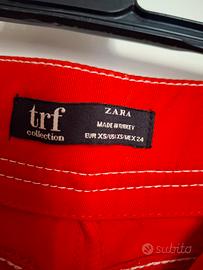 trf
collection
ZARA
MADE IN TURKEY
EUR XS/USA XS/MEX 24
subito